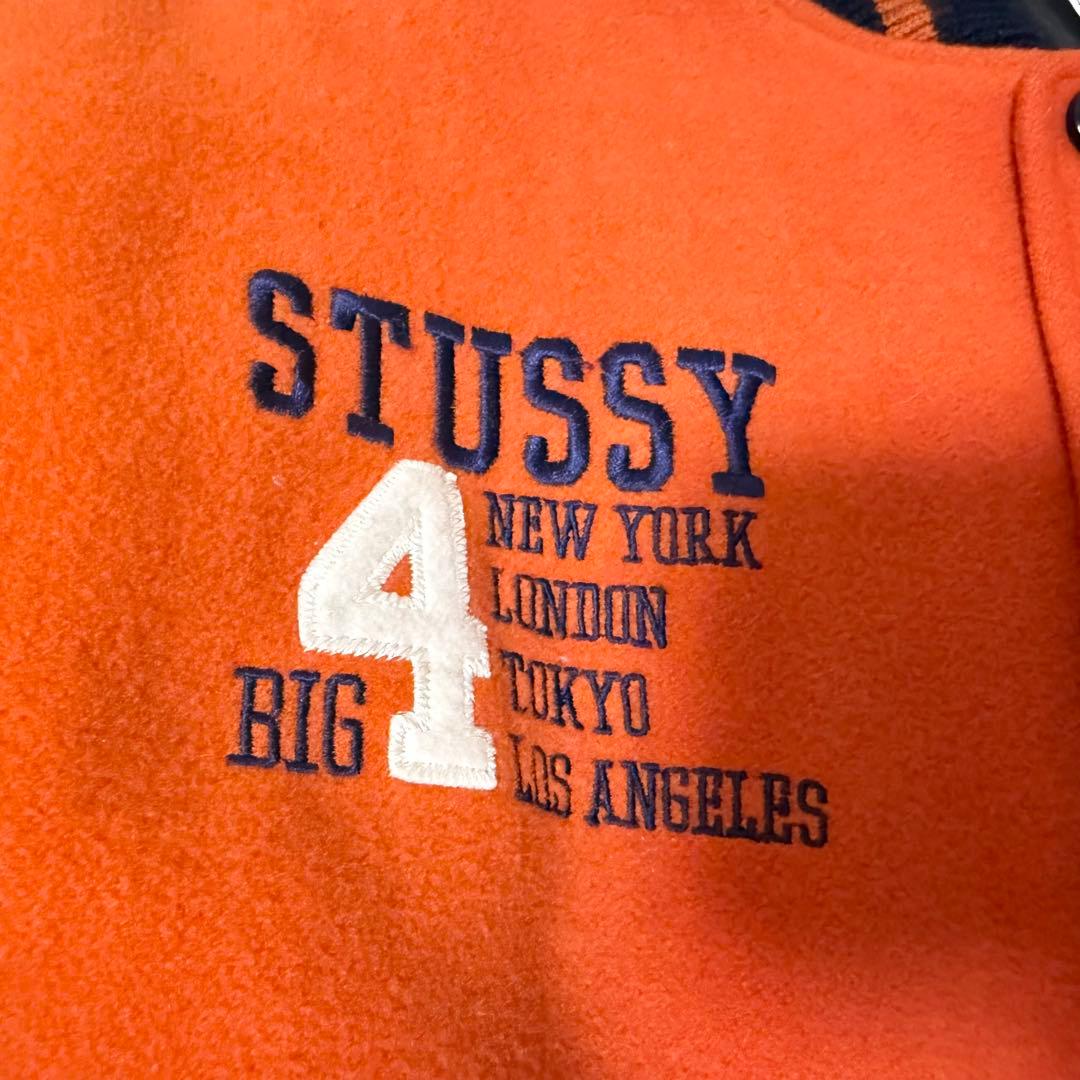 STUSSY
BIG 4
NEW YORK
LONDON
TOKYO
LOS ANGELES